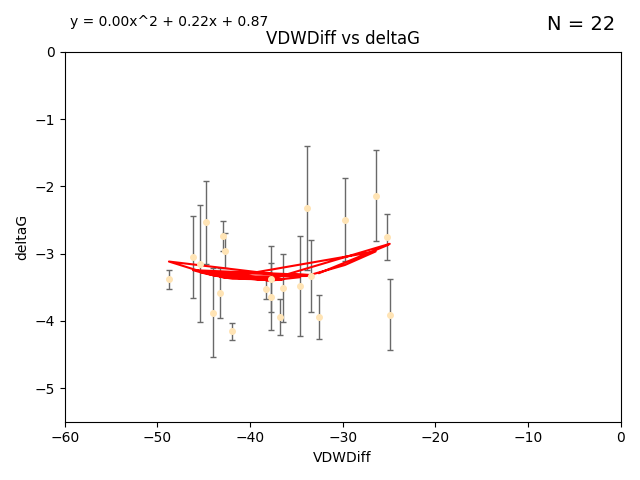 y = 0.00x^2 + 0.22x + 0.87
N = 22
VDWDiff vs deltaG
0
−1
−2
−3
−4
−5
deltaG
−60 −50 −40 −30 −20 −10 0
VDWDiff